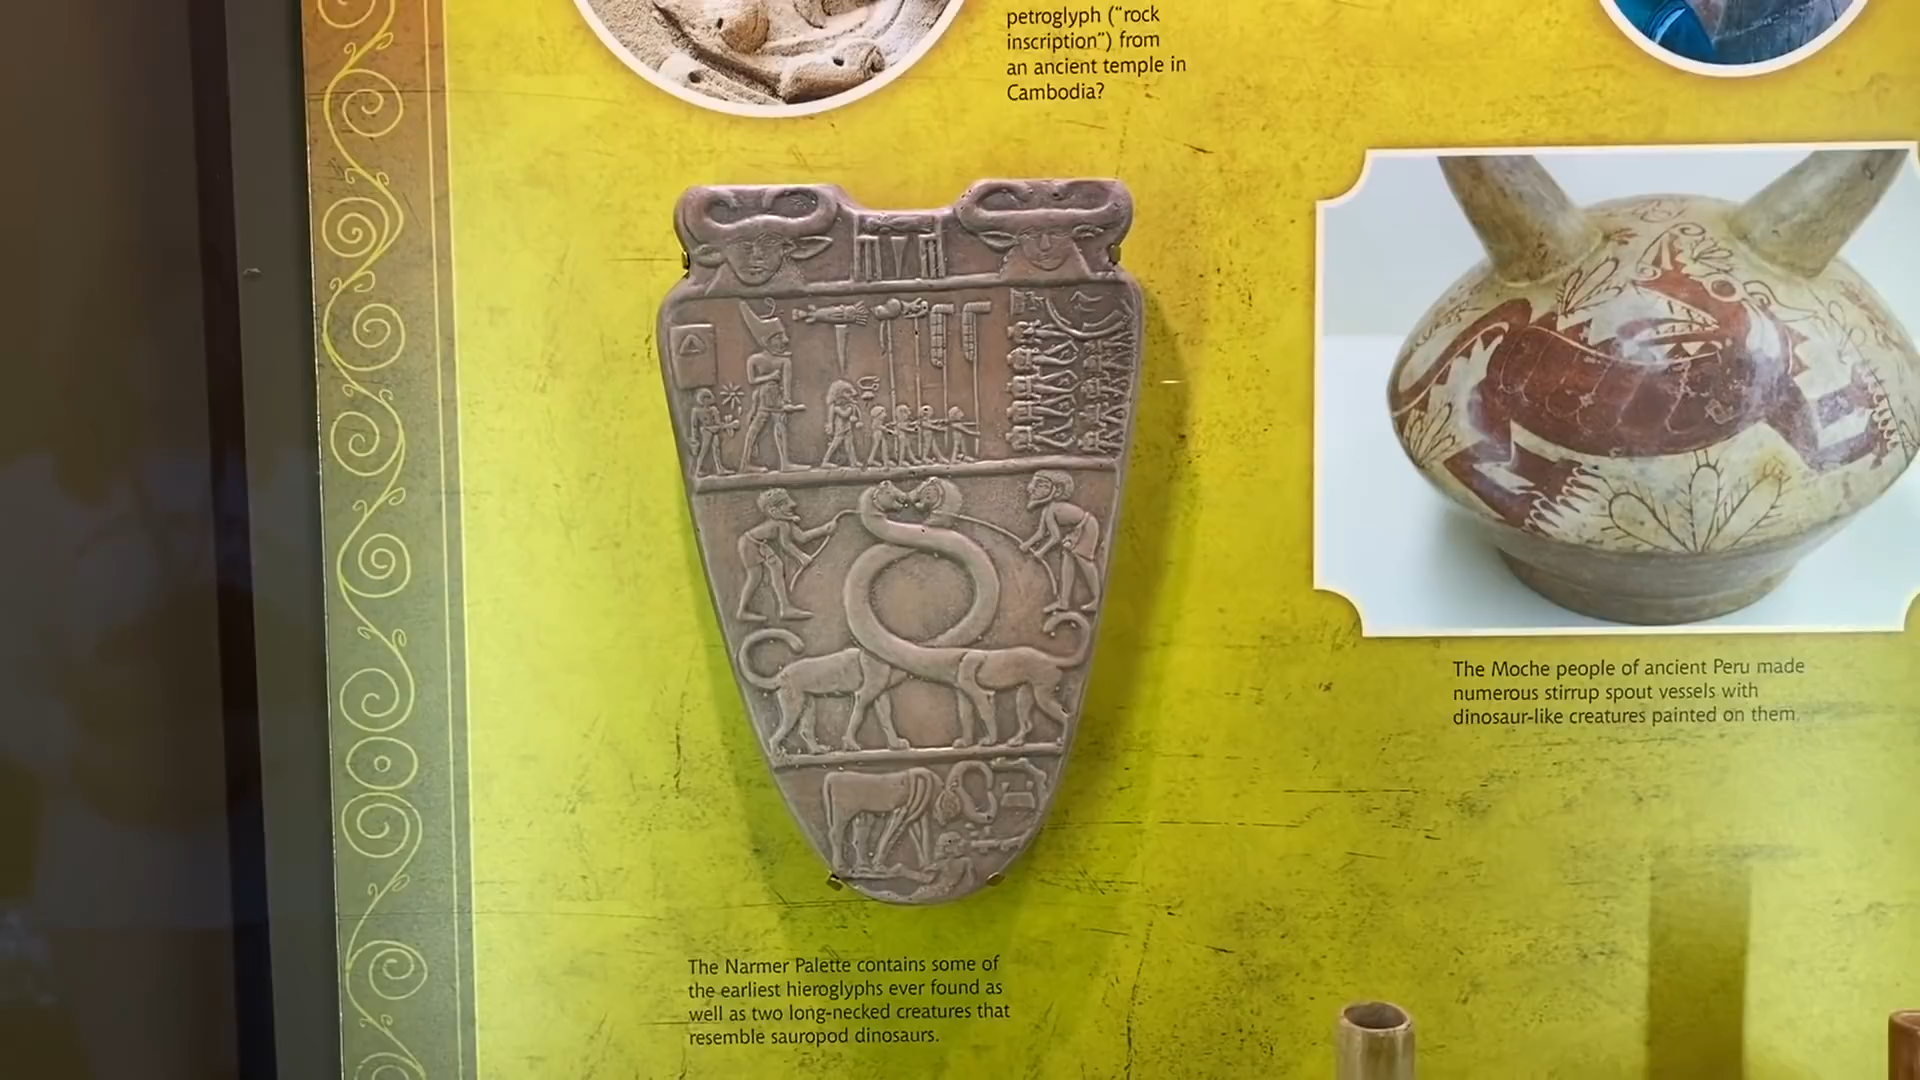 petroglyph (“rock
inscription”) from
an ancient temple in
Cambodia?
The Moche people of ancient Peru made
numerous stirrup spout vessels with
dinosaur-like creatures painted on them.
The Narmer Palette contains some of
the earliest hieroglyphs ever found as
well as two long-necked creatures that
resemble sauropod dinosaurs.